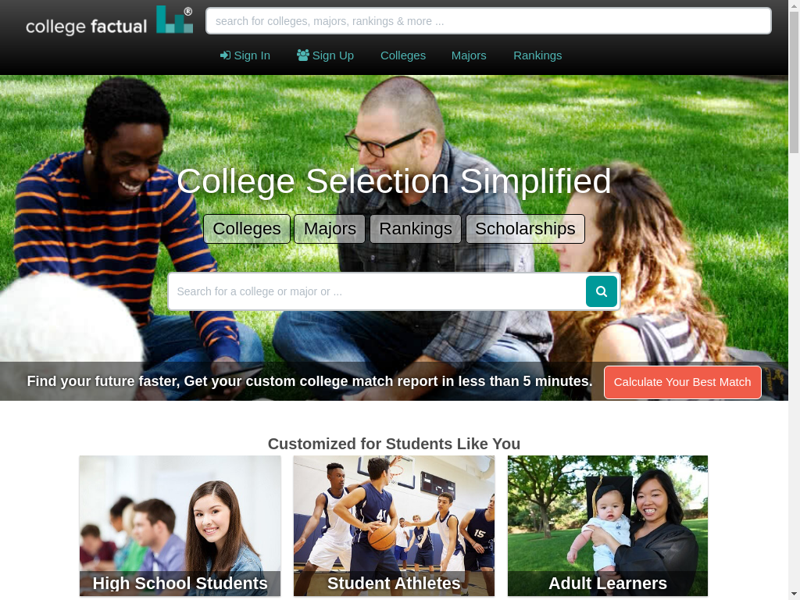 college factual ®
search for colleges, majors, rankings & more ...
Sign In Sign Up Colleges Majors Rankings
College Selection Simplified
Colleges Majors Rankings Scholarships
Search for a college or major or ...
Find your future faster, Get your custom college match report in less than 5 minutes. Calculate Your Best Match
Customized for Students Like You
40
15
High School Students Student Athletes Adult Learners